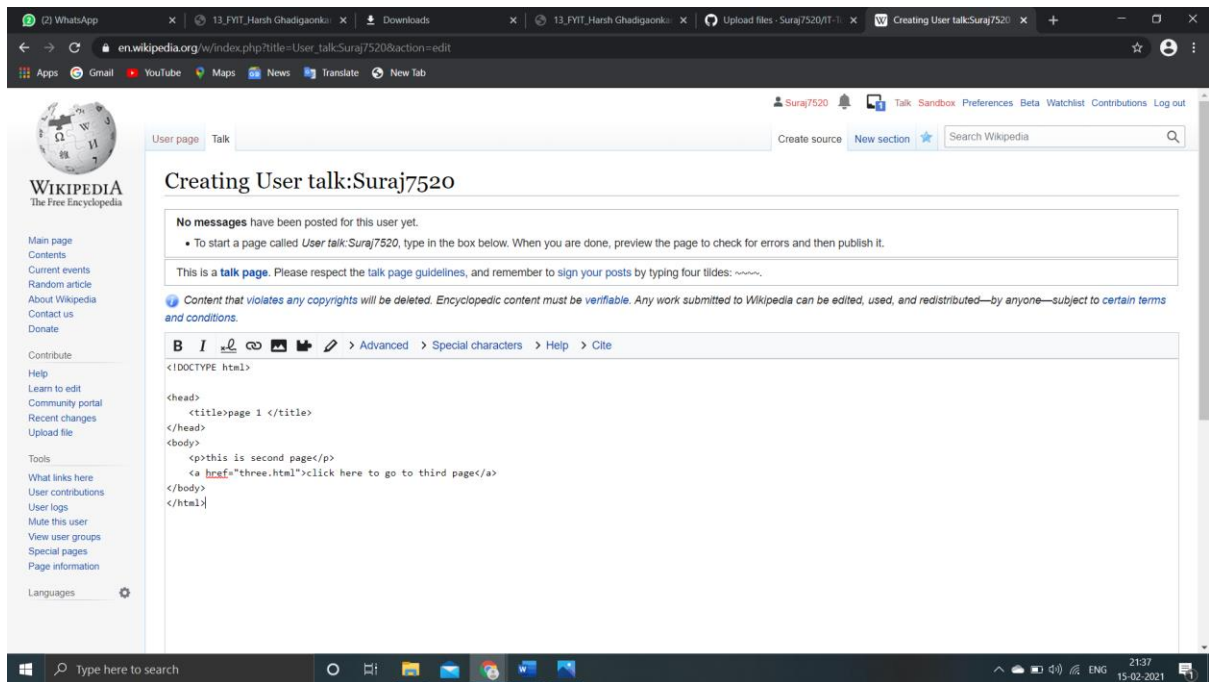 (2) WhatsApp
13_FYIT_Harsh Ghadigaonkar
Downloads
13_FYIT_Harsh Ghadigaonkar
Upload files · Suraj7520/IT-T
Creating User talk:Suraj7520
en.wikipedia.org/w/index.php?title=User_talk:Suraj7520&action=edit
Apps Gmail YouTube Maps News Translate New Tab
Suraj7520 1 Talk Sandbox Preferences Beta Watchlist Contributions Log out
User page Talk Create source New section Search Wikipedia
WIKIPEDIA
The Free Encyclopedia
Main page
Contents
Current events
Random article
About Wikipedia
Contact us
Donate
Contribute
Help
Learn to edit
Community portal
Recent changes
Upload file
Tools
What links here
User contributions
User logs
Mute this user
View user groups
Special pages
Page information
Languages
Creating User talk:Suraj7520
No messages have been posted for this user yet.
• To start a page called User talk:Suraj7520, type in the box below. When you are done, preview the page to check for errors and then publish it.
This is a talk page. Please respect the talk page guidelines, and remember to sign your posts by typing four tildes: ~~~~.
Content that violates any copyrights will be deleted. Encyclopedic content must be verifiable. Any work submitted to Wikipedia can be edited, used, and redistributed—by anyone—subject to certain terms
and conditions.
B I Advanced Special characters Help Cite
<!DOCTYPE html>
<head>
<title>page 1 </title>
</head>
<body>
<p>this is second page</p>
<a href="three.html">click here to go to third page</a>
</body>
</html>
Type here to search
ENG
21:37
15-02-2021
1